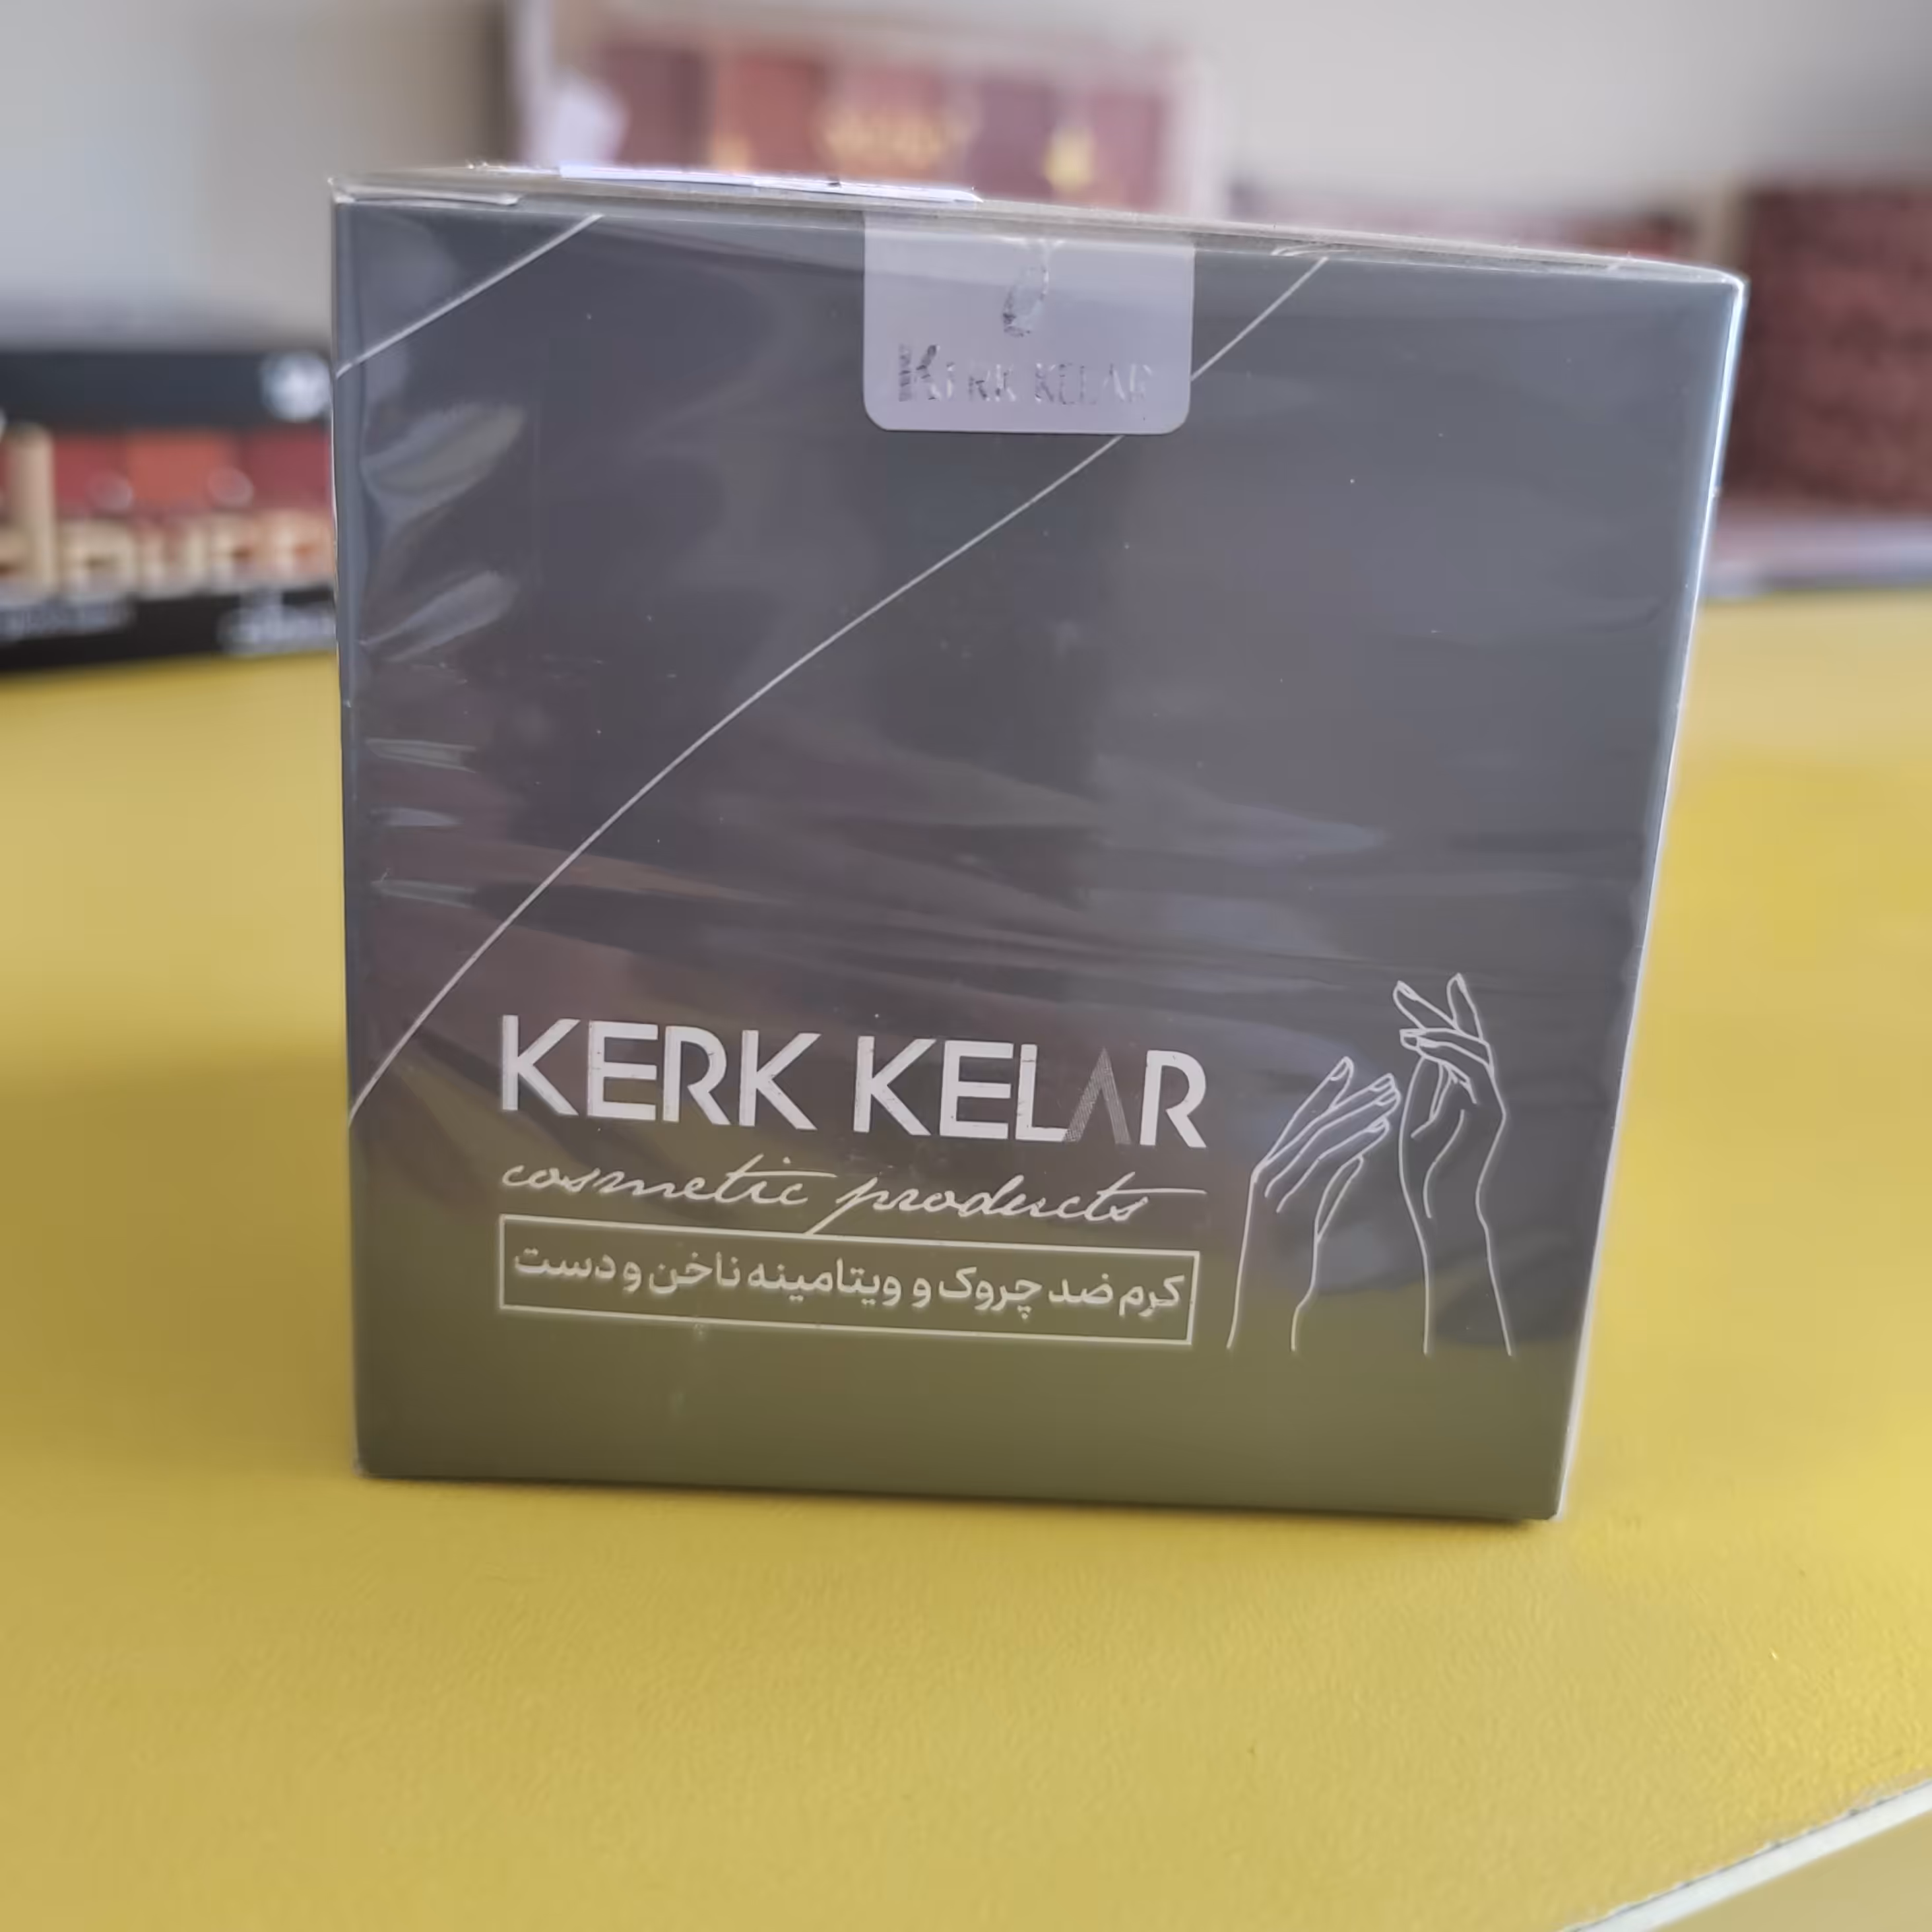 KERK KELAR
KERK KELAR
cosmetic products
کرم ضد چروک و ویتامینه ناخن و دست